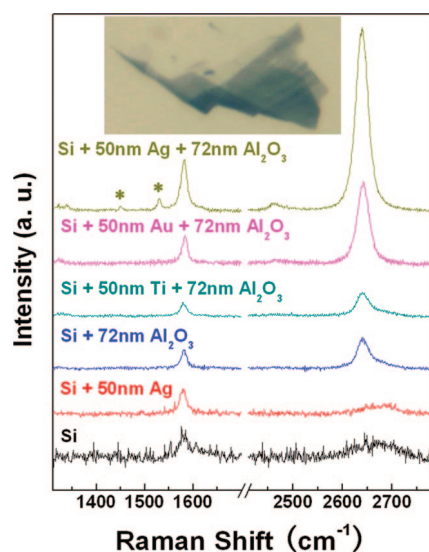 Si + 50nm Ag + 72nm Al₂O₃
* *
Si + 50nm Au + 72nm Al₂O₃
Si + 50nm Ti + 72nm Al₂O₃
Si + 72nm Al₂O₃
Si + 50nm Ag
Si
Intensity (a. u.)
1400 1500 1600 2500 2600 2700
Raman Shift (cm⁻¹)